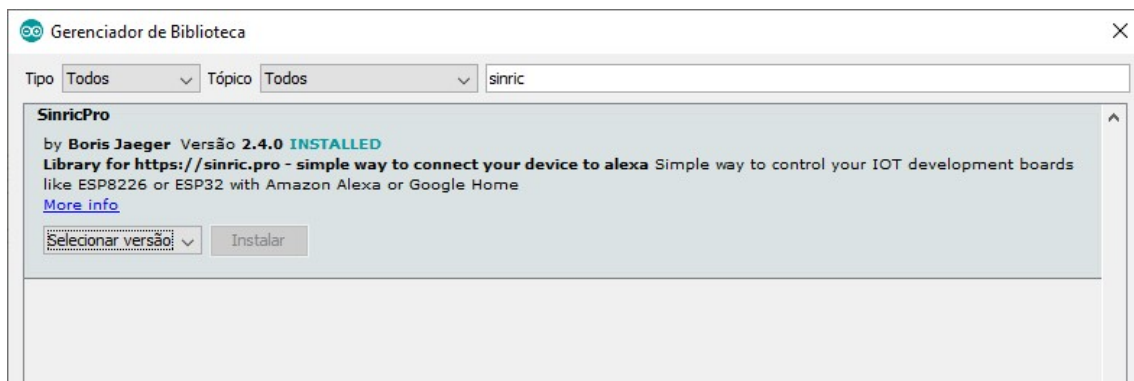 Gerenciador de Biblioteca
Tipo Todos Tópico Todos sinric
SinricPro
by Boris Jaeger Versão 2.4.0 INSTALLED
Library for https://sinric.pro - simple way to connect your device to alexa Simple way to control your IOT development boards
like ESP8226 or ESP32 with Amazon Alexa or Google Home
More info
Selecionar versão Instalar